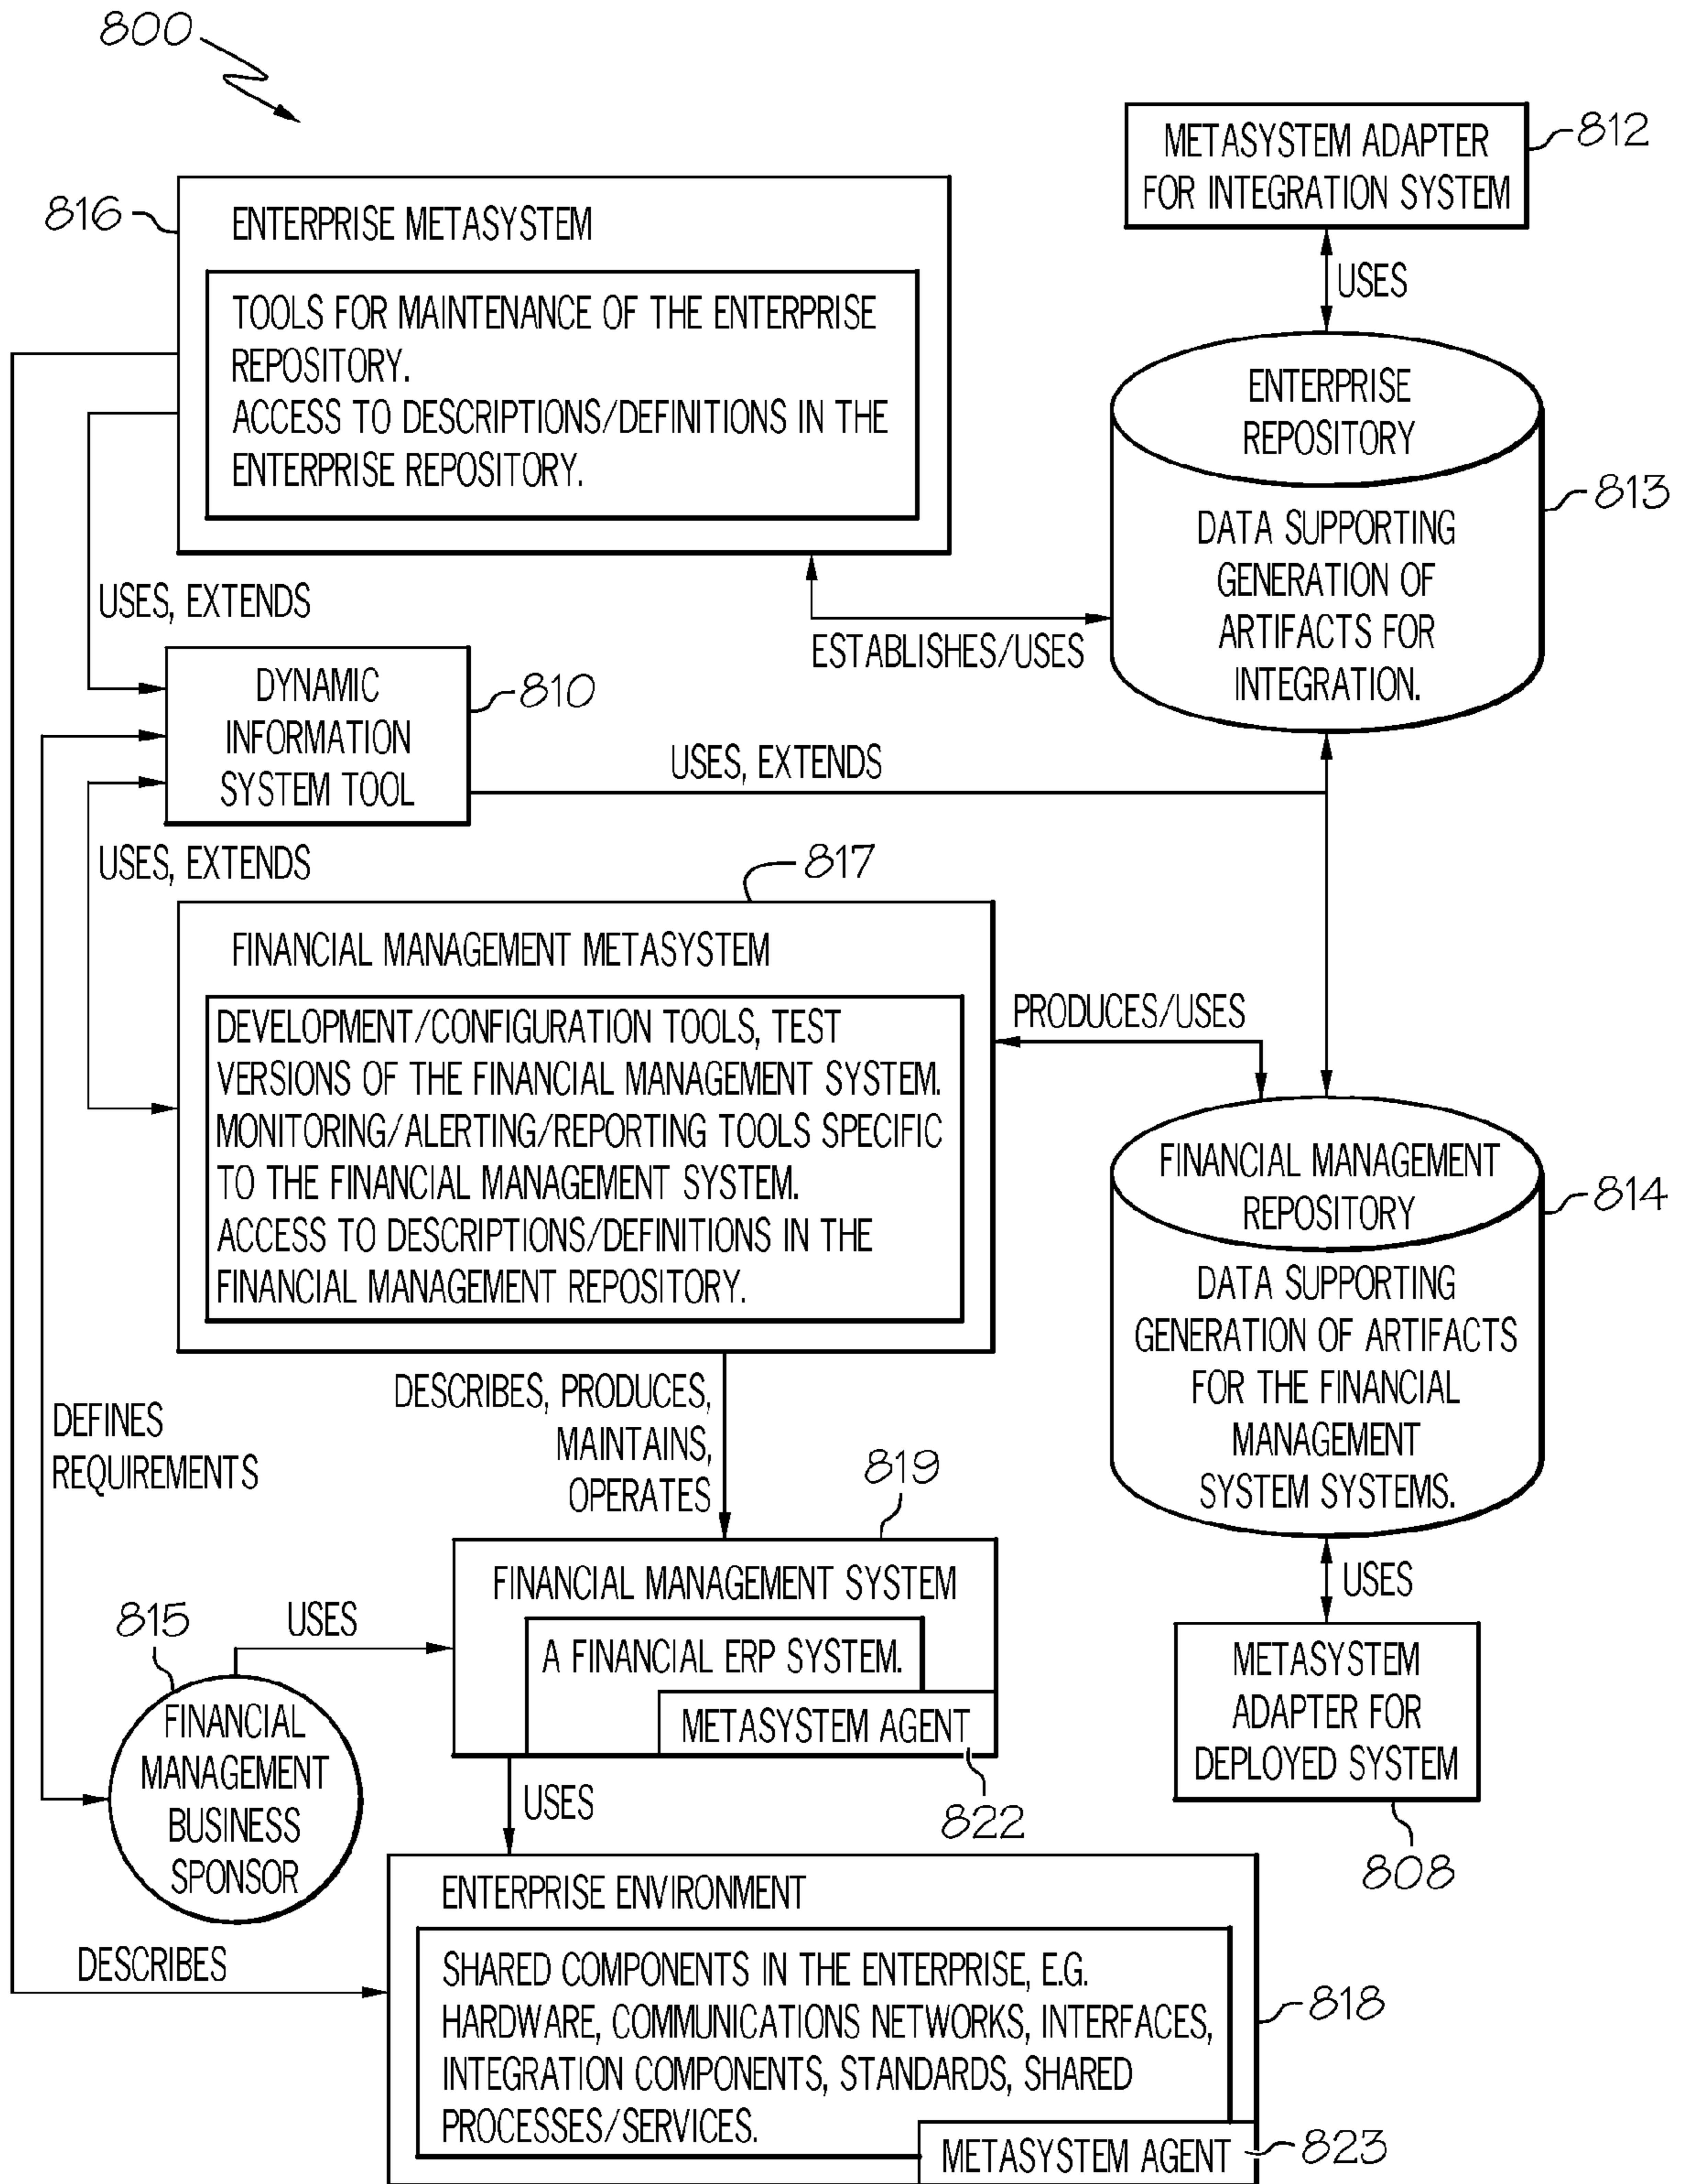 800
METASYSTEM ADAPTER
FOR INTEGRATION SYSTEM
812
816
ENTERPRISE METASYSTEM
TOOLS FOR MAINTENANCE OF THE ENTERPRISE
REPOSITORY.
ACCESS TO DESCRIPTIONS/DEFINITIONS IN THE
ENTERPRISE REPOSITORY.
USES
ENTERPRISE
REPOSITORY
813
DATA SUPPORTING
GENERATION OF
ARTIFACTS FOR
INTEGRATION.
USES, EXTENDS
ESTABLISHES/USES
DYNAMIC
INFORMATION
SYSTEM TOOL
810
USES, EXTENDS
USES, EXTENDS
817
FINANCIAL MANAGEMENT METASYSTEM
DEVELOPMENT/CONFIGURATION TOOLS, TEST
VERSIONS OF THE FINANCIAL MANAGEMENT SYSTEM.
MONITORING/ALERTING/REPORTING TOOLS SPECIFIC
TO THE FINANCIAL MANAGEMENT SYSTEM.
ACCESS TO DESCRIPTIONS/DEFINITIONS IN THE
FINANCIAL MANAGEMENT REPOSITORY.
PRODUCES/USES
FINANCIAL MANAGEMENT
REPOSITORY
814
DATA SUPPORTING
GENERATION OF ARTIFACTS
FOR THE FINANCIAL
MANAGEMENT
SYSTEM SYSTEMS.
DESCRIBES, PRODUCES,
MAINTAINS,
OPERATES
DEFINES
REQUIREMENTS
819
FINANCIAL MANAGEMENT SYSTEM
A FINANCIAL ERP SYSTEM.
METASYSTEM AGENT
822
USES
METASYSTEM
ADAPTER FOR
DEPLOYED SYSTEM
808
815
USES
FINANCIAL
MANAGEMENT
BUSINESS
SPONSOR
USES
DESCRIBES
ENTERPRISE ENVIRONMENT
SHARED COMPONENTS IN THE ENTERPRISE, E.G.
HARDWARE, COMMUNICATIONS NETWORKS, INTERFACES,
INTEGRATION COMPONENTS, STANDARDS, SHARED
PROCESSES/SERVICES.
818
METASYSTEM AGENT
823